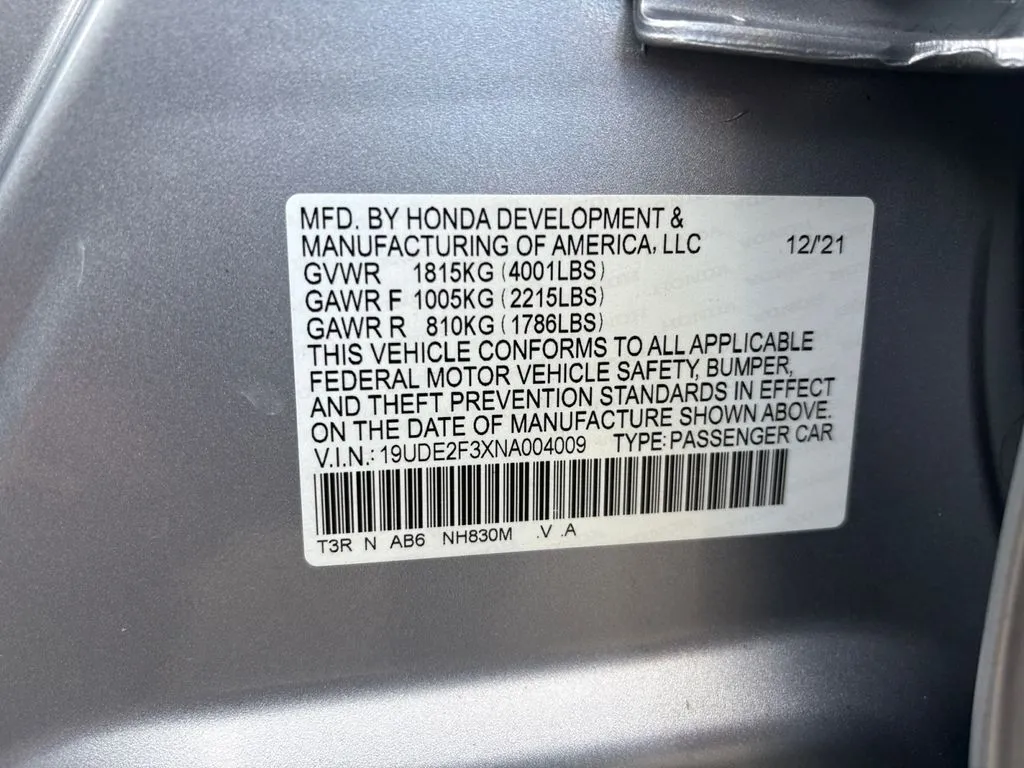 MFD. BY HONDA DEVELOPMENT &
MANUFACTURING OF AMERICA, LLC 12/'21
GVWR 1815KG (4001LBS)
GAWR F 1005KG (2215LBS)
GAWR R 810KG (1786LBS)
THIS VEHICLE CONFORMS TO ALL APPLICABLE
FEDERAL MOTOR VEHICLE SAFETY, BUMPER,
AND THEFT PREVENTION STANDARDS IN EFFECT
ON THE DATE OF MANUFACTURE SHOWN ABOVE.
V.I.N.: 19UDE2F3XNA004009 TYPE: PASSENGER CAR
T3R N AB6 NH830M .V .A